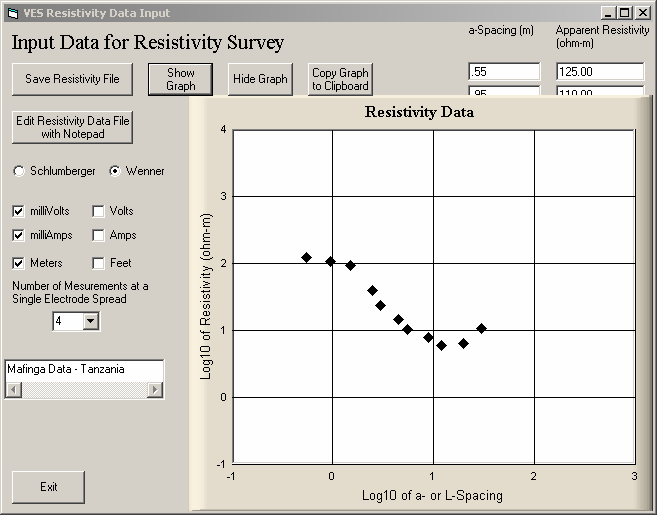 VES Resistivity Data Input
Input Data for Resistivity Survey
a-Spacing (m)
Apparent Resistivity
(ohm-m)
Save Resistivity File
Show
Graph
Hide Graph
Copy Graph
to Clipboard
.55
125.00
.95
110.00
Edit Resistivity Data File
with Notepad
Schlumberger
Wenner
milliVolts
Volts
milliAmps
Amps
Meters
Feet
Number of Mesurements at a
Single Electrode Spread
4
Mafinga Data - Tanzania
Exit
Resistivity Data
Log10 of Resistivity (ohm-m)
4
3
2
1
0
-1
-1
0
1
2
3
Log10 of a- or L-Spacing